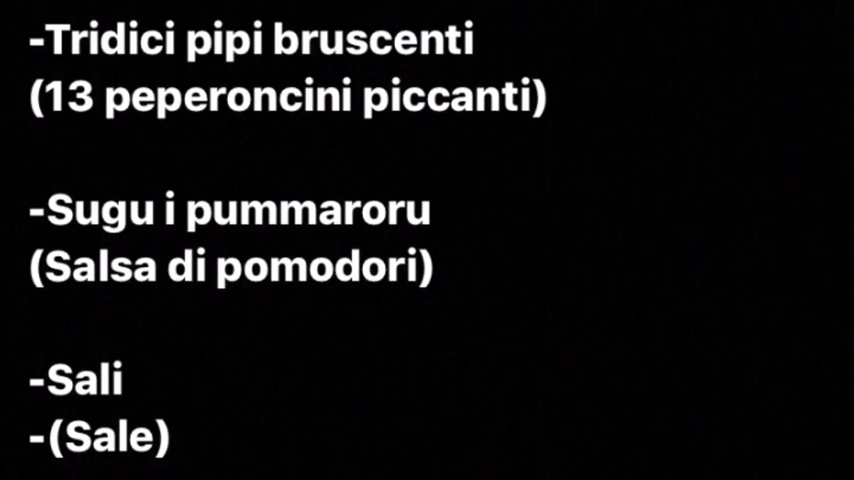 -Tridici pipi bruscenti
(13 peperoncini piccanti)
-Sugu i pummaroru
(Salsa di pomodori)
-Sali
-(Sale)